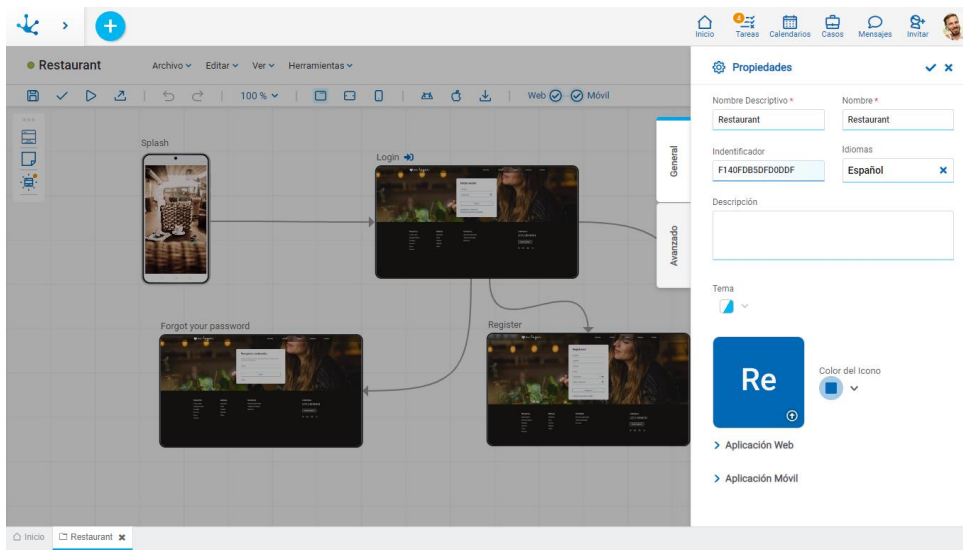 Inicio
4
Tareas
Calendarios
Casos
Mensajes
Invitar
Restaurant
Archivo
Editar
Ver
Herramientas
100 %
Web
Móvil
Splash
Login
Forgot your password
Register
General
Avanzado
Propiedades
Nombre Descriptivo *
Nombre *
Restaurant
Restaurant
Indentificador
Idiomas
F140FDB5DFD0DDF
Español
Descripción
Tema
Re
Color del Icono
Aplicación Web
Aplicación Móvil
Inicio
Restaurant